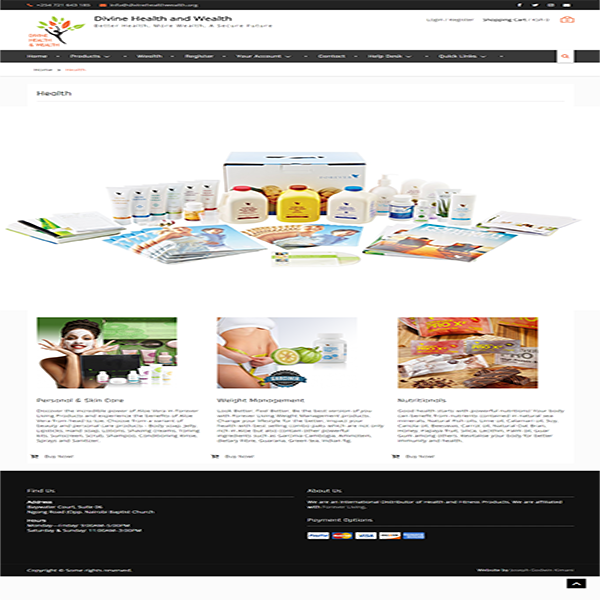 +254 701 643 165 info@divinehealthwealth.org
Divine Health and Wealth
Better Health, More Wealth, A Secure Future
DIVINE
HEALTH
& WEALTH
Login / Register Shopping Cart / KSh 0
Home Products Wealth Register Your Account Contact Help Desk Quick Links
Home » Health
Health
FOREVER
Personal & Skin Care
Discover the incredible power of Aloe Vera in Forever
Living Products and experience the benefits of Aloe
Vera from head to toe. Choose from a variant of
beauty and personal care products - Body soap, jelly,
Lipsticks, Hand soap, Lotions, Shaving creams, Toning
kits, Sunscreen, Scrub, Shampoo, Conditioning Rinse,
Sprays and Sanitizer.
Buy Now!
Weight Management
Look Better. Feel Better. Be the best version of you
with Forever Living Weight Management products.
Change your lifestyle for the better, impact your
health with best selling combo paks which are not only
rich in Aloe but also contain other powerful
ingredients such as Garcinia Cambogia, Antioxident,
Dietary Fibre, Guarana, Green Tea, Indian fig.
Buy Now!
Nutritionals
Good health starts with powerful nutritions! Your body
can benefit from nutrients contained in natural sea
minerals, Natural Fish oils, Lime oil, Calamari oil, Soy,
Canola oil, Beeswax, Carrot oil, Natural Oat Bran,
Honey, Papaya fruit, Silica, Lecithin, Palm oil, Guar
Gum among others. Revitalise your body for better
immunity and health.
Buy Now!
Find Us
Address
Baywater Court, Suite 06
Ngong Road (Opp. Nairobi Baptist Church
Hours
Monday—Friday: 9:00AM–5:00PM
Saturday & Sunday: 11:00AM–3:00PM
About Us
We are an International Distributor of Health and Fitness Products. We are affiliated
with Forever Living.
Payment Options
Copyright © Some rights reserved.
Website by Joseph Godwin Kimani